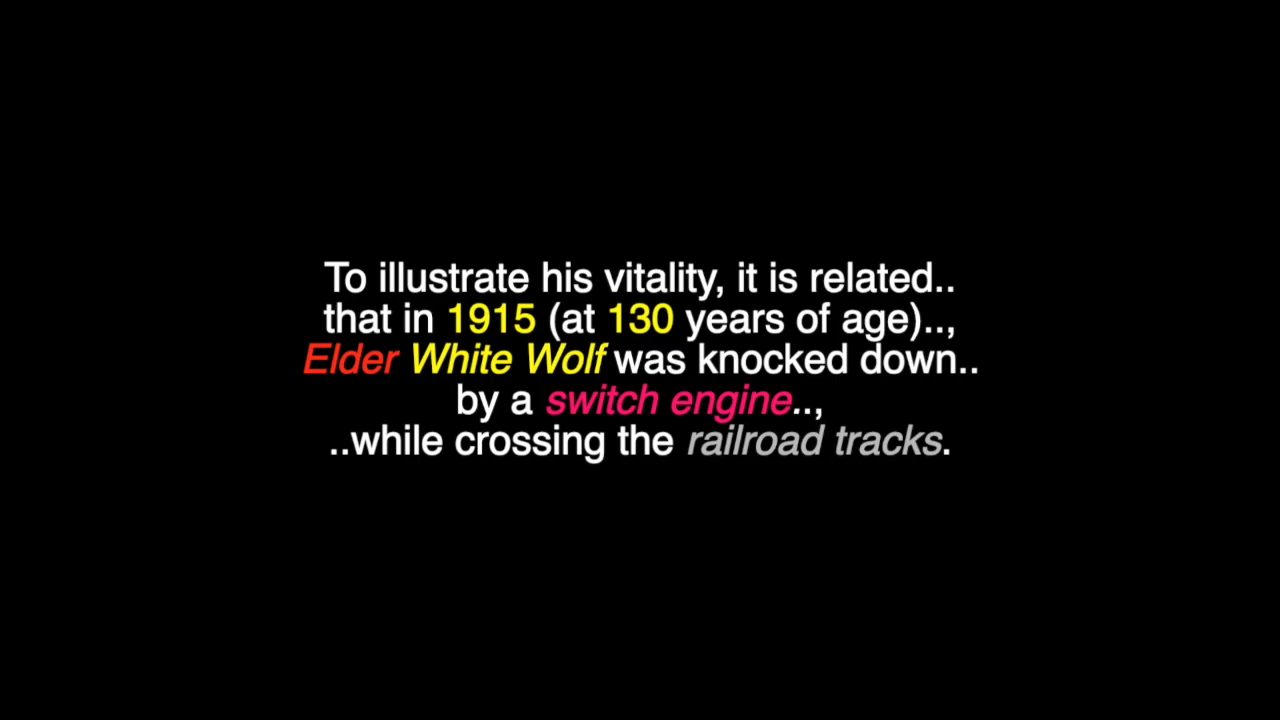 To illustrate his vitality, it is related..
that in 1915 (at 130 years of age)..,
Elder White Wolf was knocked down..
by a switch engine..,
..while crossing the railroad tracks.